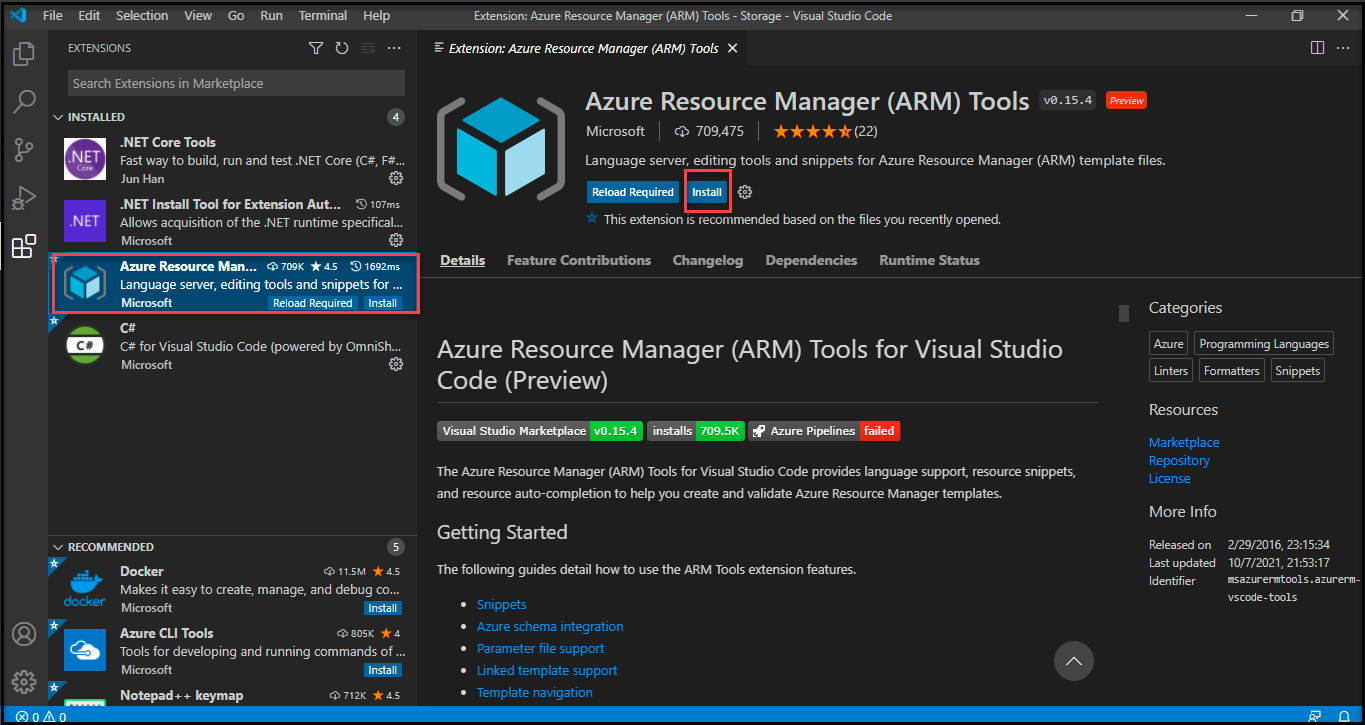 File Edit Selection View Go Run Terminal Help
Extension: Azure Resource Manager (ARM) Tools - Storage - Visual Studio Code
EXTENSIONS
Search Extensions in Marketplace
INSTALLED 4
.NET Core Tools
Fast way to build, run and test .NET Core (C#, F#...
Jun Han
.NET Install Tool for Extension Aut... 107ms
Allows acquisition of the .NET runtime specifical...
Microsoft
Azure Resource Man... 709K 4.5 1692ms
Language server, editing tools and snippets for ...
Microsoft Reload Required Install
C#
C# for Visual Studio Code (powered by OmniSh...
Microsoft
RECOMMENDED 5
Docker 11.5M 4.5
Makes it easy to create, manage, and debug co...
Microsoft Install
Azure CLI Tools 805K 4
Tools for developing and running commands of ...
Microsoft Install
Notepad++ keymap 712K 4.5
0 0
Extension: Azure Resource Manager (ARM) Tools
Azure Resource Manager (ARM) Tools v0.15.4 Preview
Microsoft 709,475 (22)
Language server, editing tools and snippets for Azure Resource Manager (ARM) template files.
Reload Required Install
This extension is recommended based on the files you recently opened.
Details Feature Contributions Changelog Dependencies Runtime Status
Azure Resource Manager (ARM) Tools for Visual Studio
Code (Preview)
Visual Studio Marketplace v0.15.4 installs 709.5K Azure Pipelines failed
The Azure Resource Manager (ARM) Tools for Visual Studio Code provides language support, resource snippets,
and resource auto-completion to help you create and validate Azure Resource Manager templates.
Getting Started
The following guides detail how to use the ARM Tools extension features.
Snippets
Azure schema integration
Parameter file support
Linked template support
Template navigation
Categories
Azure Programming Languages
Linters Formatters Snippets
Resources
Marketplace
Repository
License
More Info
Released on 2/29/2016, 23:15:34
Last updated 10/7/2021, 21:53:17
Identifier msazurermtools.azurerm-
vscode-tools
.NET
Core
.NET
C#
docker